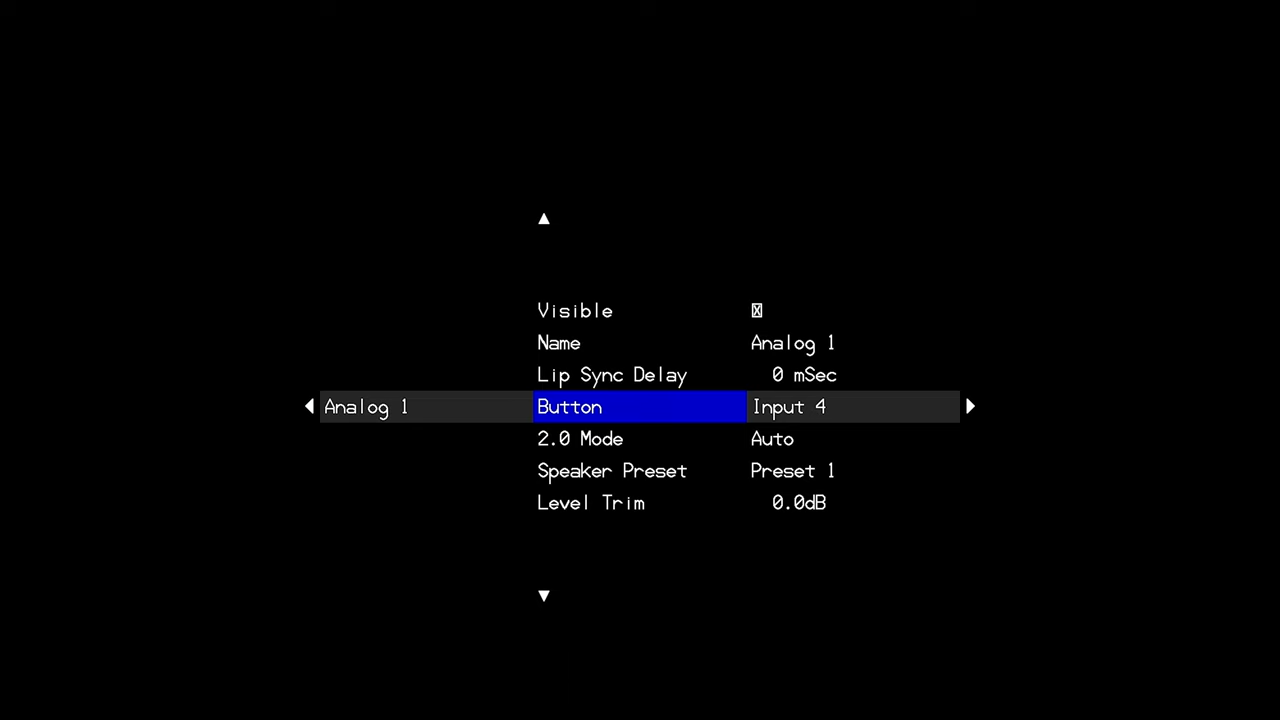 Visible ☒
Name Analog 1
Lip Sync Delay 0 mSec
Analog 1 Button Input 4
2.0 Mode Auto
Speaker Preset Preset 1
Level Trim 0.0dB